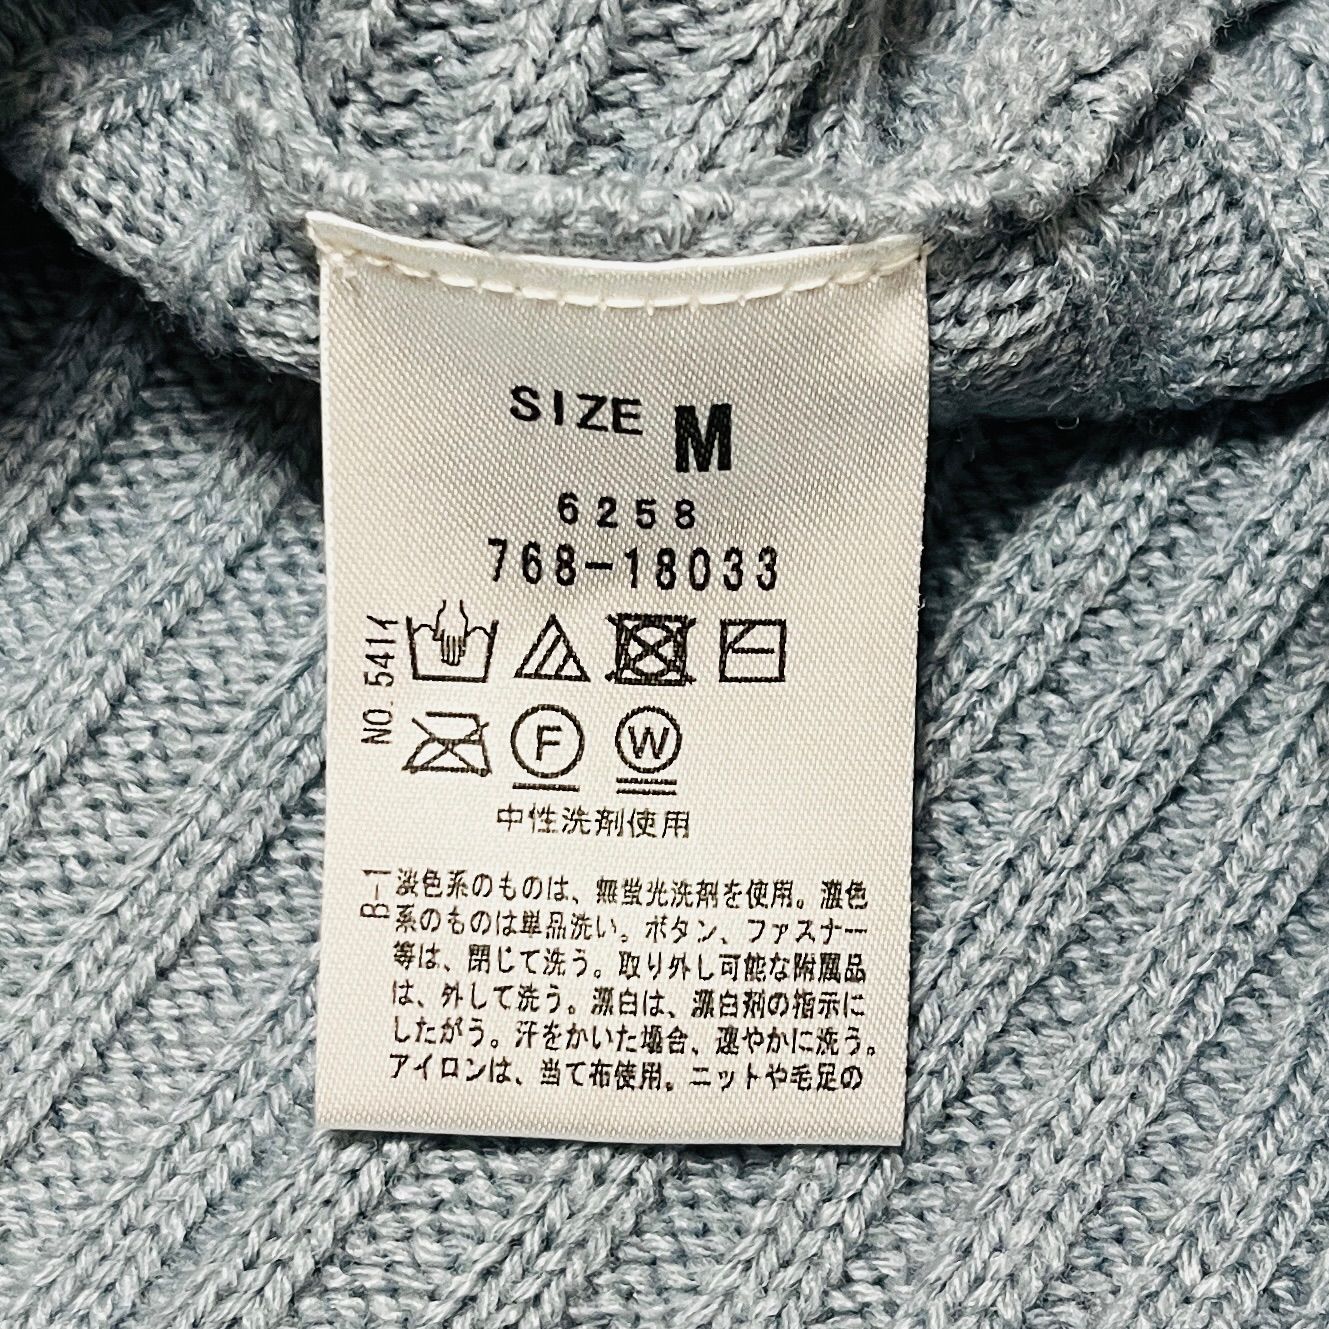 SIZE M
6258
768-18033
NO.541イ
F W
中性洗剤使用
B-1
淡色系のものは、無蛍光洗剤を使用。濃色
系のものは単品洗い。ボタン、ファスナー
等は、閉じて洗う。取り外し可能な附属品
は、外して洗う。漂白は、漂白剤の指示に
したがう。汗をかいた場合、速やかに洗う。
アイロンは、当て布使用。ニットや毛足の